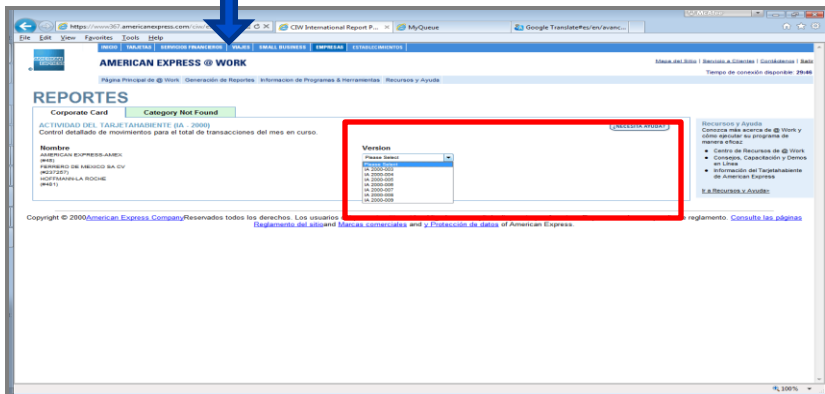 https://www367.americanexpress.com/
CIW International Report P...
MyQueue
Google Translate#es/en/avanc...
File Edit View Favorites Tools Help
INICIO TARJETAS SERVICIOS FINANCIEROS VIAJES SMALL BUSINESS EMPRESAS ESTABLECIMIENTOS
AMERICAN EXPRESS @ WORK
Mapa del Sitio | Servicio a Clientes | Contáctenos | Salir
Página Principal de @ Work Generación de Reportes Informacion de Programas & Herramientas Recursos y Ayuda
Tiempo de conexión disponible: 29:46
REPORTES
Corporate Card Category Not Found
ACTIVIDAD DEL TARJETAHABIENTE (IA - 2000)
Control detallado de movimientos para el total de transacciones del mes en curso.
¿NECESITA AYUDA?
Nombre
AMERICAN EXPRESS-AMEX
(#48)
FERRERO DE MEXICO SA CV
(#237257)
HOFFMANN-LA ROCHE
(#481)
Version
Please Select
Please Select
IA 2000-003
IA 2000-004
IA 2000-005
IA 2000-006
IA 2000-007
IA 2000-008
IA 2000-009
Recursos y Ayuda
Conozca más acerca de @ Work y
cómo ejecutar su programa de
manera eficaz
Centro de Recursos de @ Work
Consejos, Capacitación y Demos
en Línea
Información del Tarjetahabiente
de American Express
Ir a Recursos y Ayuda>
Copyright © 2000American Express CompanyReservados todos los derechos. Los usuarios reglamento. Consulte las páginas
Reglamento del sitioand Marcas comerciales and y Protección de datos of American Express.
100%